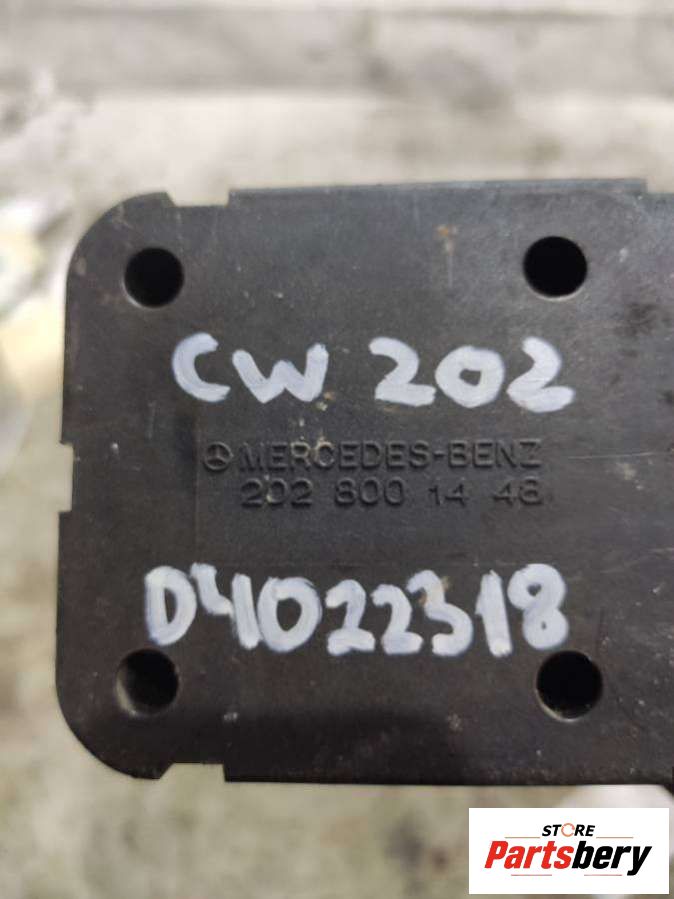 CW 202
MERCEDES-BENZ
202 800 14 48
D4022318
STORE
Partsbery